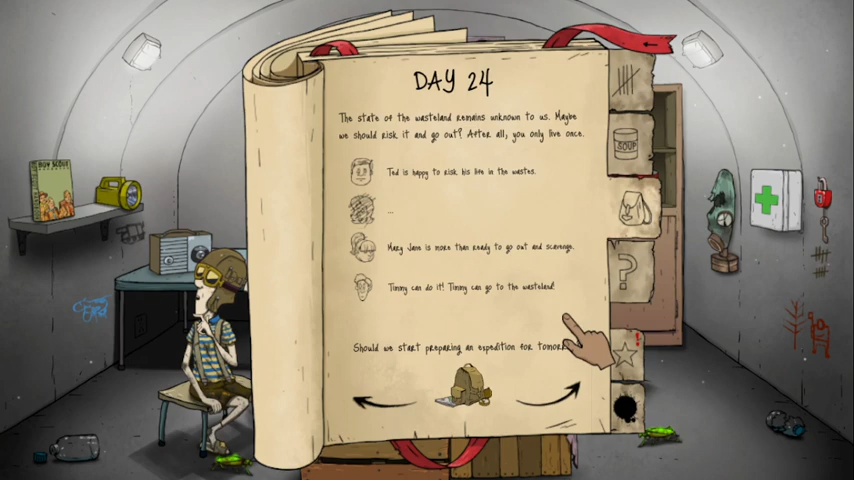 DAY 24
The state of the wasteland remains unknown to us. Maybe
we should risk it and go out? After all, you only live once.
Ted is happy to risk his life in the wastes.
...
Mary Jane is more than ready to go out and scavenge.
Timmy can do it! Timmy can go to the wasteland!
Should we start preparing an expedition for
SOUP
BOY SCOUT